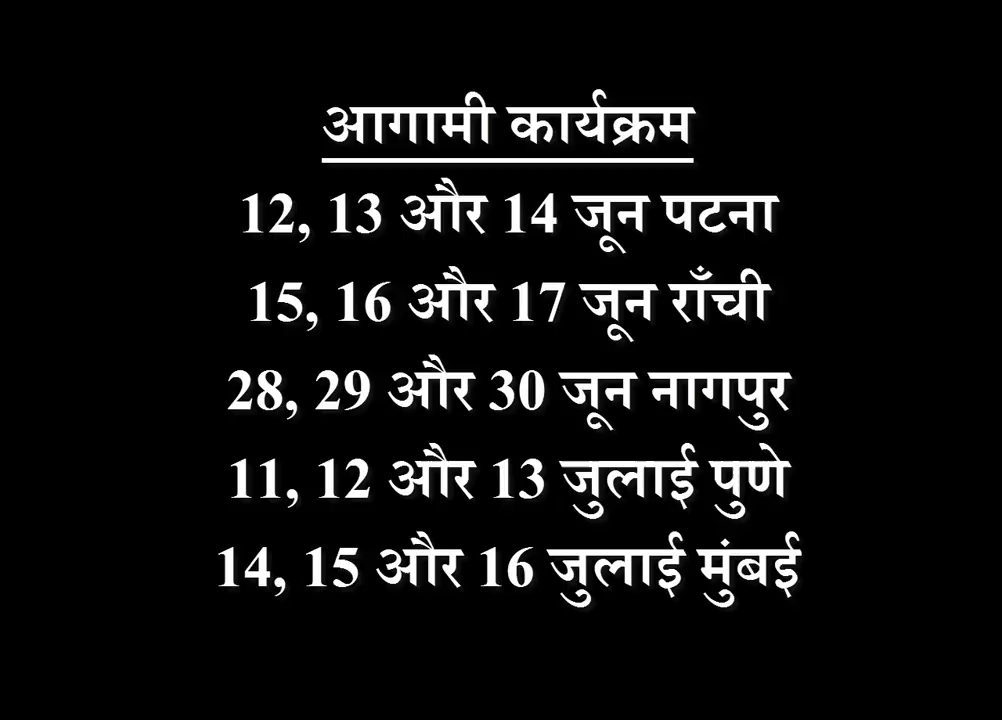 आगामी कार्यक्रम
12, 13 और 14 जून पटना
15, 16 और 17 जून राँची
28, 29 और 30 जून नागपुर
11, 12 और 13 जुलाई पुणे
14, 15 और 16 जुलाई मुंबई